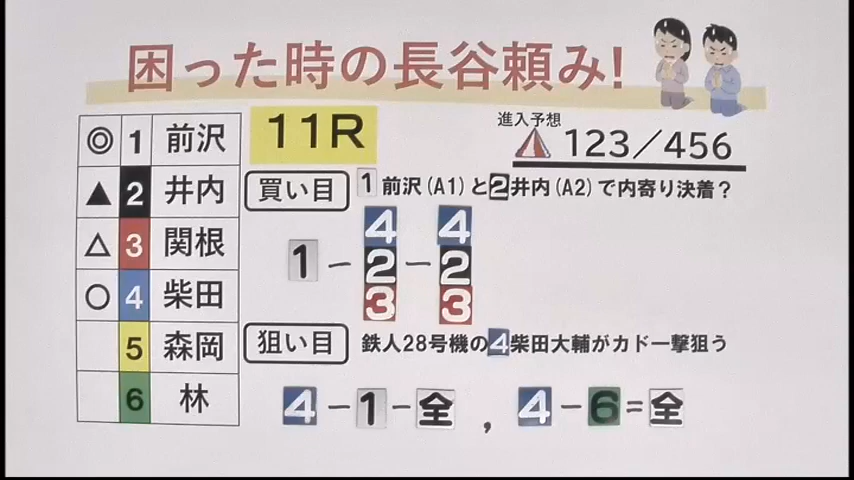 困った時の長谷頼み!
11R
進入予想
123/456
◎ 1 前沢
▲ 2 井内
△ 3 関根
○ 4 柴田
5 森岡
6 林
買い目 1前沢(A1)と2井内(A2)で内寄り決着？
4 4
1-2-2
3 3
狙い目 鉄人28号機の4柴田大輔がカド一撃狙う
4-1-全,4-6=全